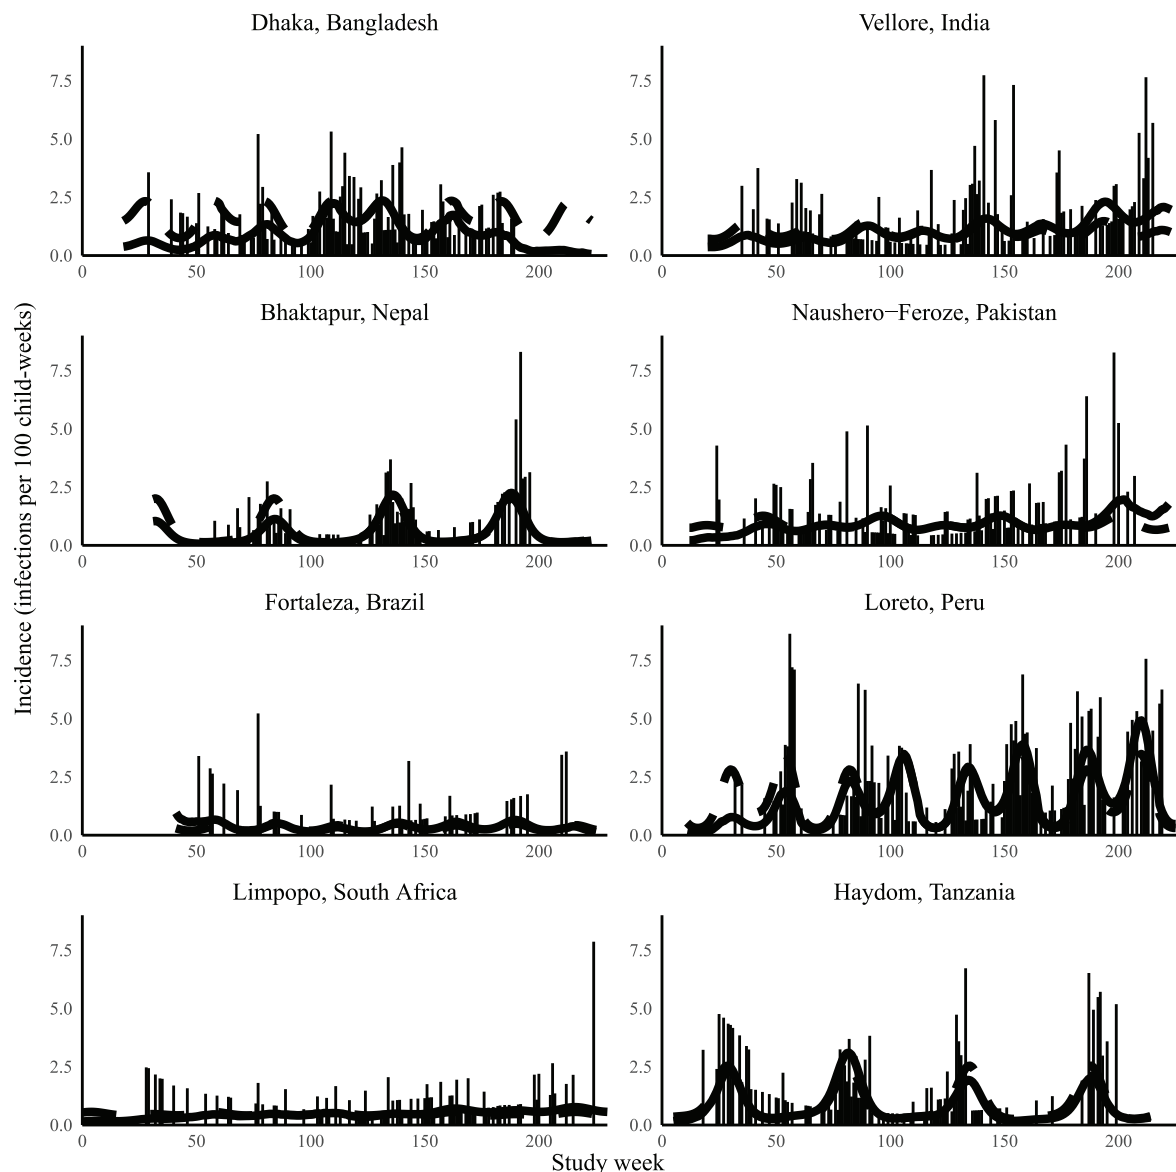 Dhaka, Bangladesh
Vellore, India
7.5
5.0
2.5
0.0
0 50 100 150 200
7.5
5.0
2.5
0.0
0 50 100 150 200
Bhaktapur, Nepal
Naushero−Feroze, Pakistan
7.5
5.0
2.5
0.0
0 50 100 150 200
7.5
5.0
2.5
0.0
0 50 100 150 200
Incidence (infections per 100 child-weeks)
Fortaleza, Brazil
Loreto, Peru
7.5
5.0
2.5
0.0
0 50 100 150 200
7.5
5.0
2.5
0.0
0 50 100 150 200
Limpopo, South Africa
Haydom, Tanzania
7.5
5.0
2.5
0.0
0 50 100 150 200
7.5
5.0
2.5
0.0
0 50 100 150 200
Study week